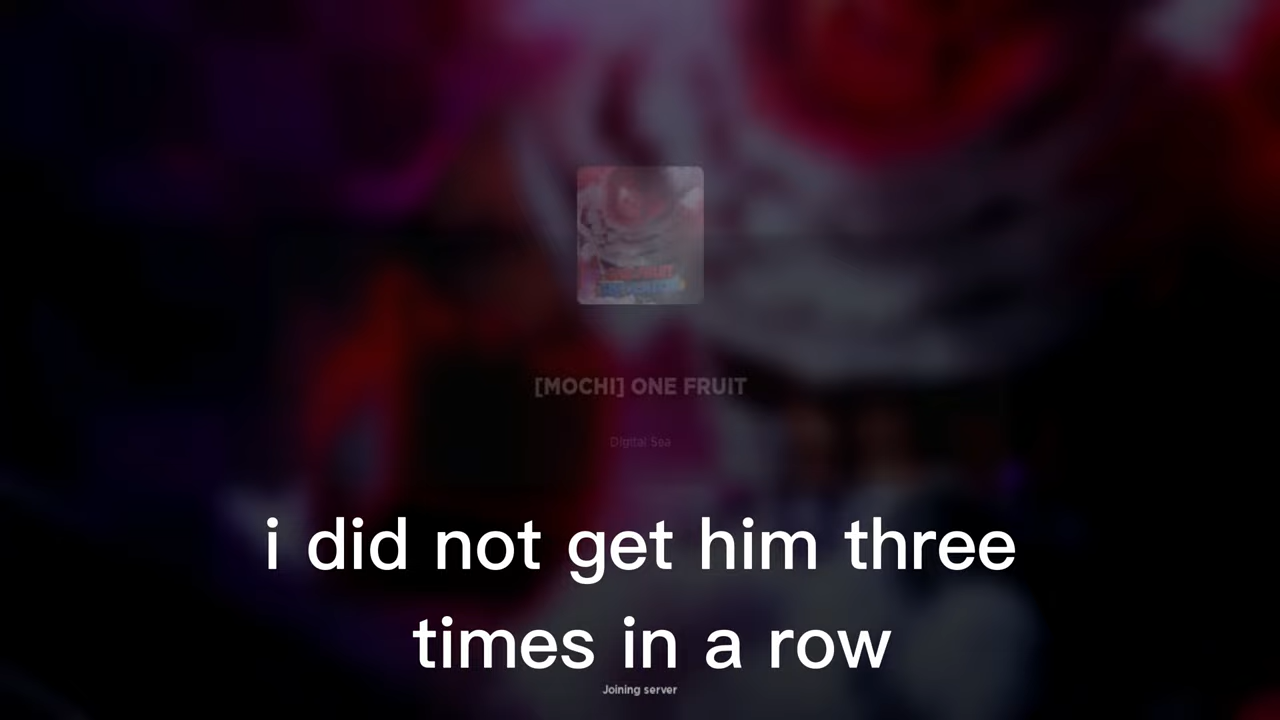 [MOCHI] ONE FRUIT
Digital Sea
i did not get him three
times in a row
Joining server